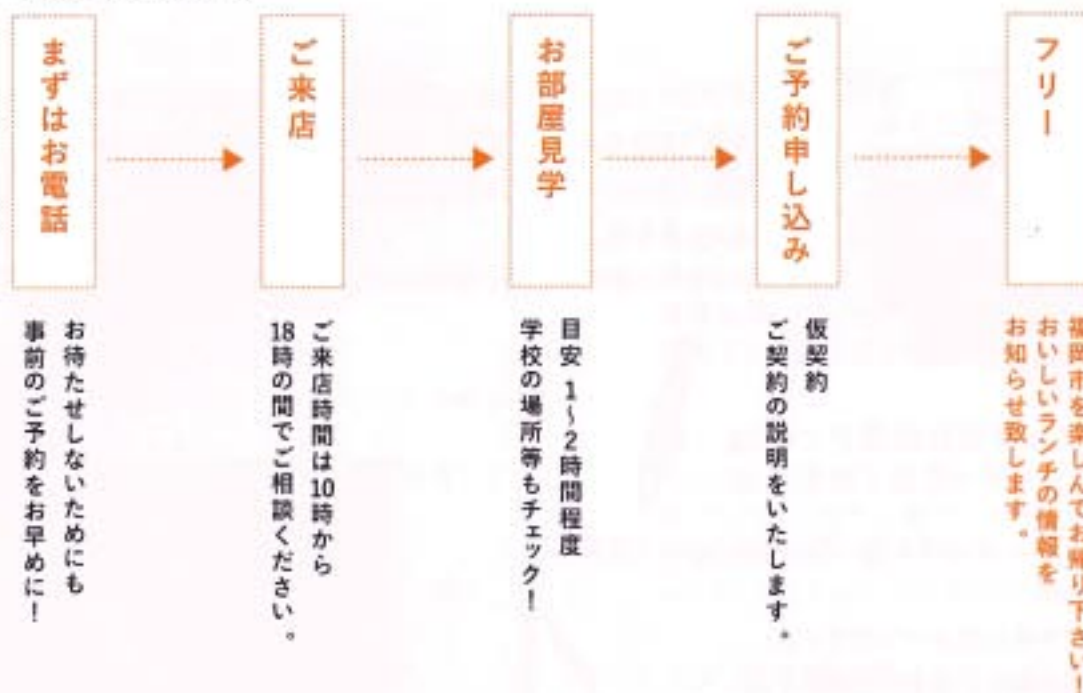 まずはお電話
お待たせしないためにも
事前のご予約をお早めに！
ご来店
ご来店時間は10時から
18時の間でご相談ください。
お部屋見学
目安 1〜2時間程度
学校の場所等もチェック！
ご予約申し込み
仮契約
ご契約の説明をいたします。
フリー
福岡市を楽しんでお帰り下さい！
おいしいランチの情報を
お知らせ致します。